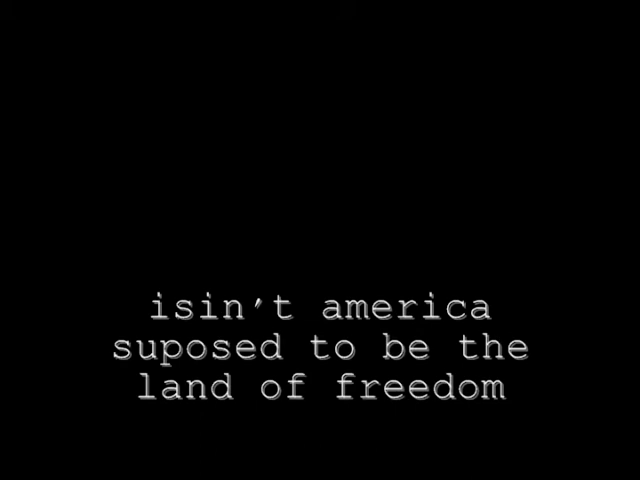 isin't america
suposed to be the
land of freedom